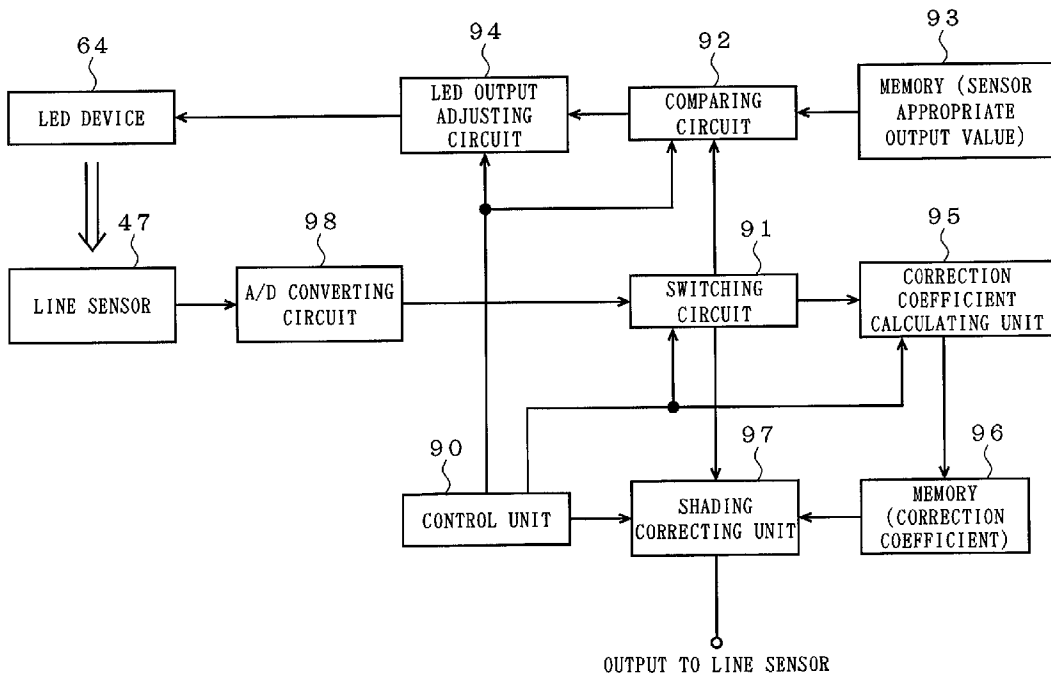 64
LED DEVICE
94
LED OUTPUT
ADJUSTING
CIRCUIT
92
COMPARING
CIRCUIT
93
MEMORY (SENSOR
APPROPRIATE
OUTPUT VALUE)
47
LINE SENSOR
98
A/D CONVERTING
CIRCUIT
91
SWITCHING
CIRCUIT
95
CORRECTION
COEFFICIENT
CALCULATING UNIT
90
CONTROL UNIT
97
SHADING
CORRECTING UNIT
96
MEMORY
(CORRECTION
COEFFICIENT)
OUTPUT TO LINE SENSOR